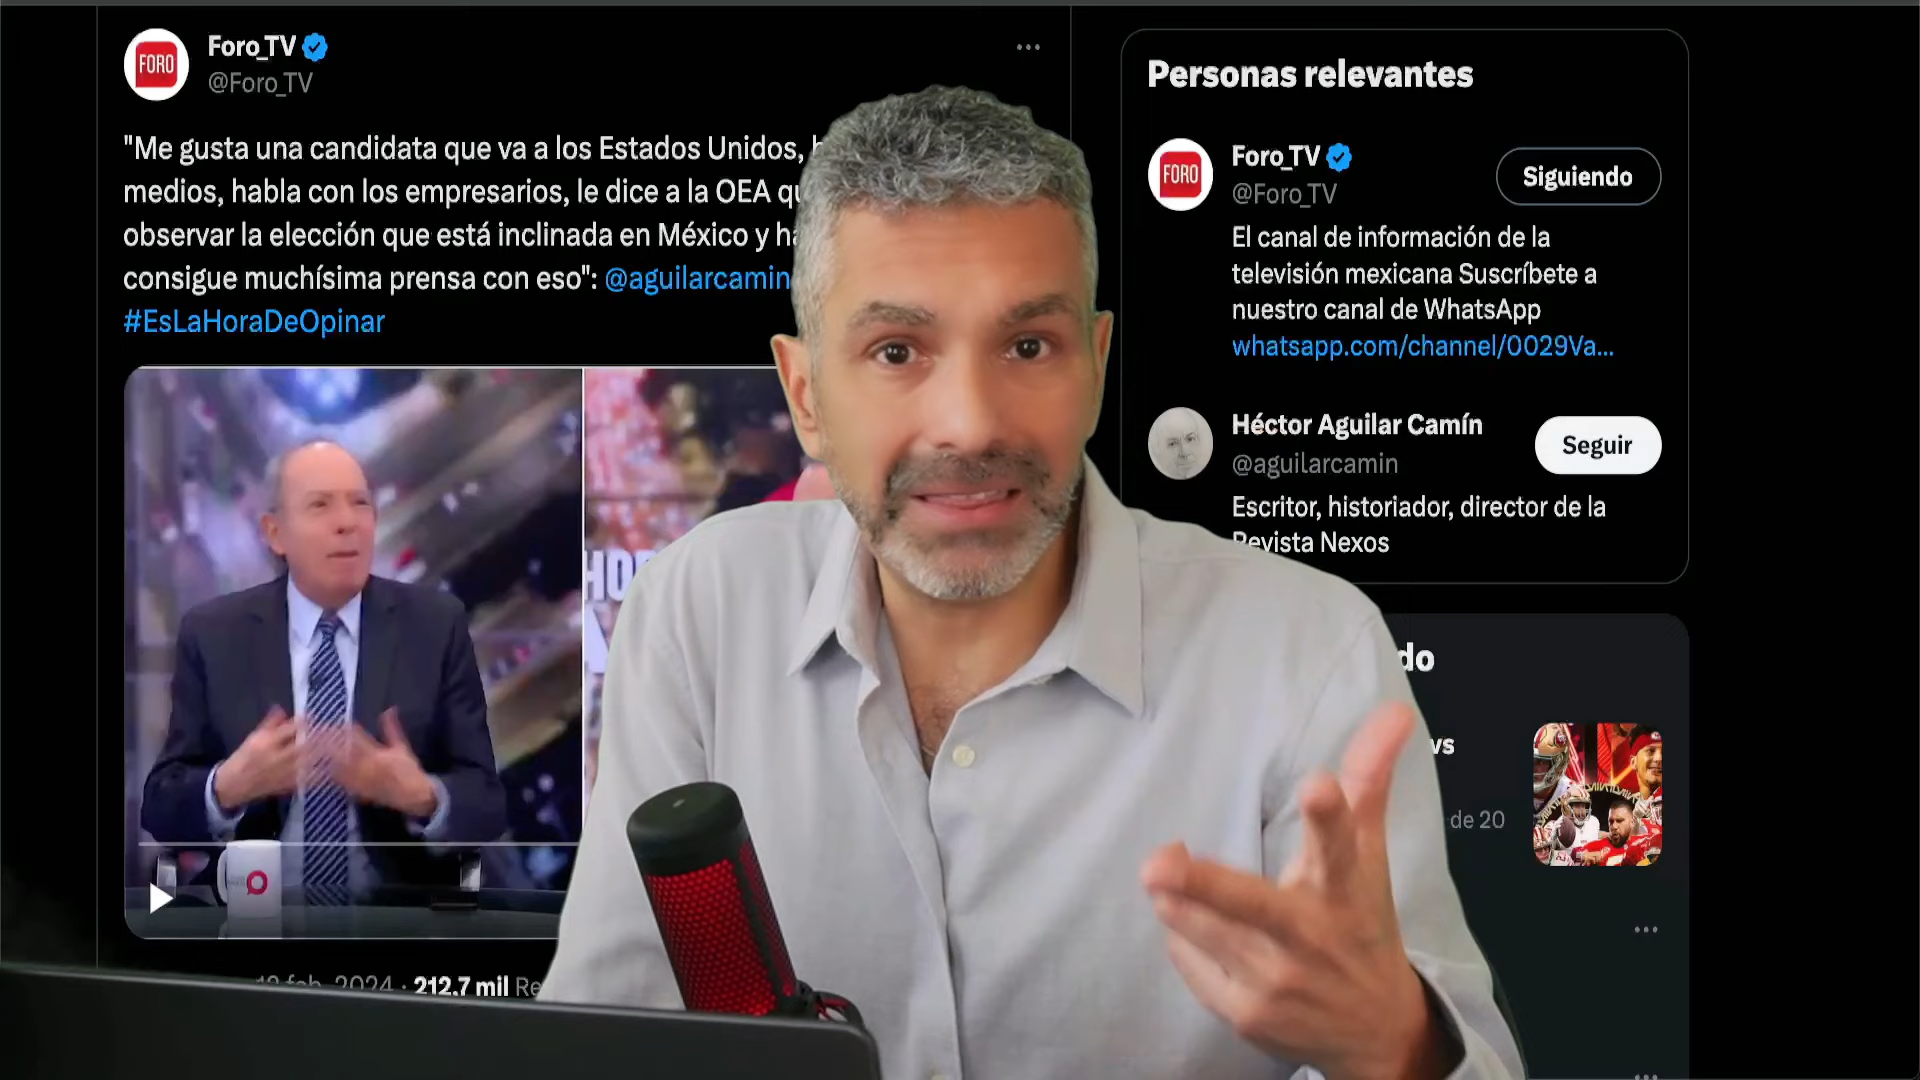 FORO
Foro_TV
@Foro_TV
"Me gusta una candidata que va a los Estados Unidos,
medios, habla con los empresarios, le dice a la OEA
observar la elección que está inclinada en México y
consigue muchísima prensa con eso": @aguilarcamin
#EsLaHoraDeOpinar
212,7 mil
Personas relevantes
FORO
Foro_TV
@Foro_TV
Siguiendo
El canal de información de la
televisión mexicana Suscríbete a
nuestro canal de WhatsApp
whatsapp.com/channel/0029Va...
Héctor Aguilar Camín
@aguilarcamin
Seguir
Escritor, historiador, director de la
Revista Nexos
vs
de 20